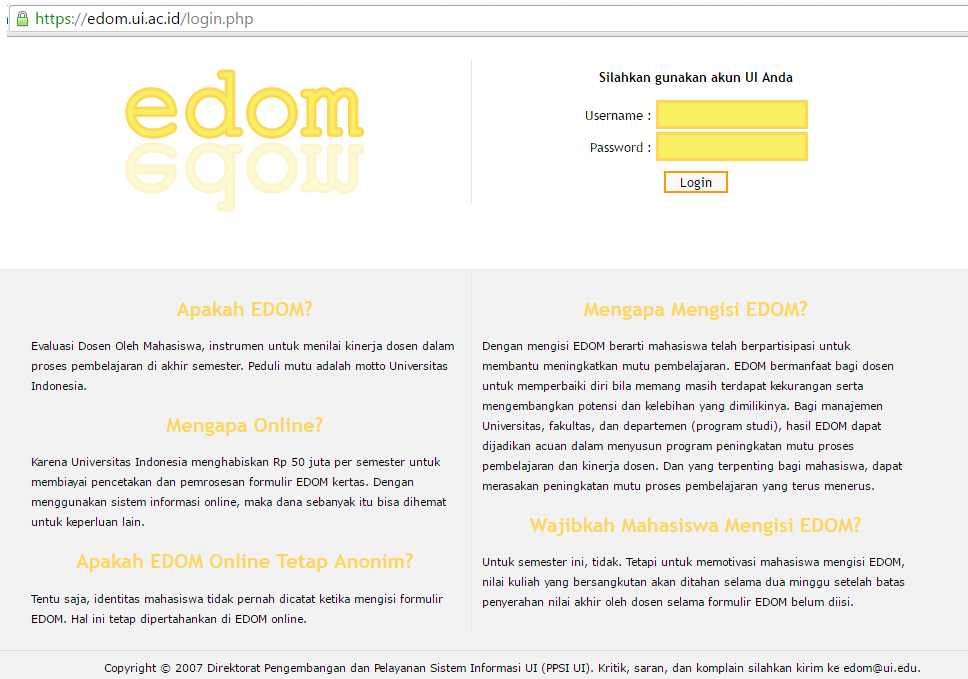 https://edom.ui.ac.id/login.php
edom
Silahkan gunakan akun UI Anda
Username :
Password :
Login
Apakah EDOM?
Evaluasi Dosen Oleh Mahasiswa, instrumen untuk menilai kinerja dosen dalam
proses pembelajaran di akhir semester. Peduli mutu adalah motto Universitas
Indonesia.
Mengapa Online?
Karena Universitas Indonesia menghabiskan Rp 50 juta per semester untuk
membiayai pencetakan dan pemrosesan formulir EDOM kertas. Dengan
menggunakan sistem informasi online, maka dana sebanyak itu bisa dihemat
untuk keperluan lain.
Apakah EDOM Online Tetap Anonim?
Tentu saja, identitas mahasiswa tidak pernah dicatat ketika mengisi formulir
EDOM. Hal ini tetap dipertahankan di EDOM online.
Mengapa Mengisi EDOM?
Dengan mengisi EDOM berarti mahasiswa telah berpartisipasi untuk
membantu meningkatkan mutu pembelajaran. EDOM bermanfaat bagi dosen
untuk memperbaiki diri bila memang masih terdapat kekurangan serta
mengembangkan potensi dan kelebihan yang dimilikinya. Bagi manajemen
Universitas, fakultas, dan departemen (program studi), hasil EDOM dapat
dijadikan acuan dalam menyusun program peningkatan mutu proses
pembelajaran dan kinerja dosen. Dan yang terpenting bagi mahasiswa, dapat
merasakan peningkatan mutu proses pembelajaran yang terus menerus.
Wajibkah Mahasiswa Mengisi EDOM?
Untuk semester ini, tidak. Tetapi untuk memotivasi mahasiswa mengisi EDOM,
nilai kuliah yang bersangkutan akan ditahan selama dua minggu setelah batas
penyerahan nilai akhir oleh dosen selama formulir EDOM belum diisi.
Copyright © 2007 Direktorat Pengembangan dan Pelayanan Sistem Informasi UI (PPSI UI). Kritik, saran, dan komplain silahkan kirim ke edom@ui.edu.